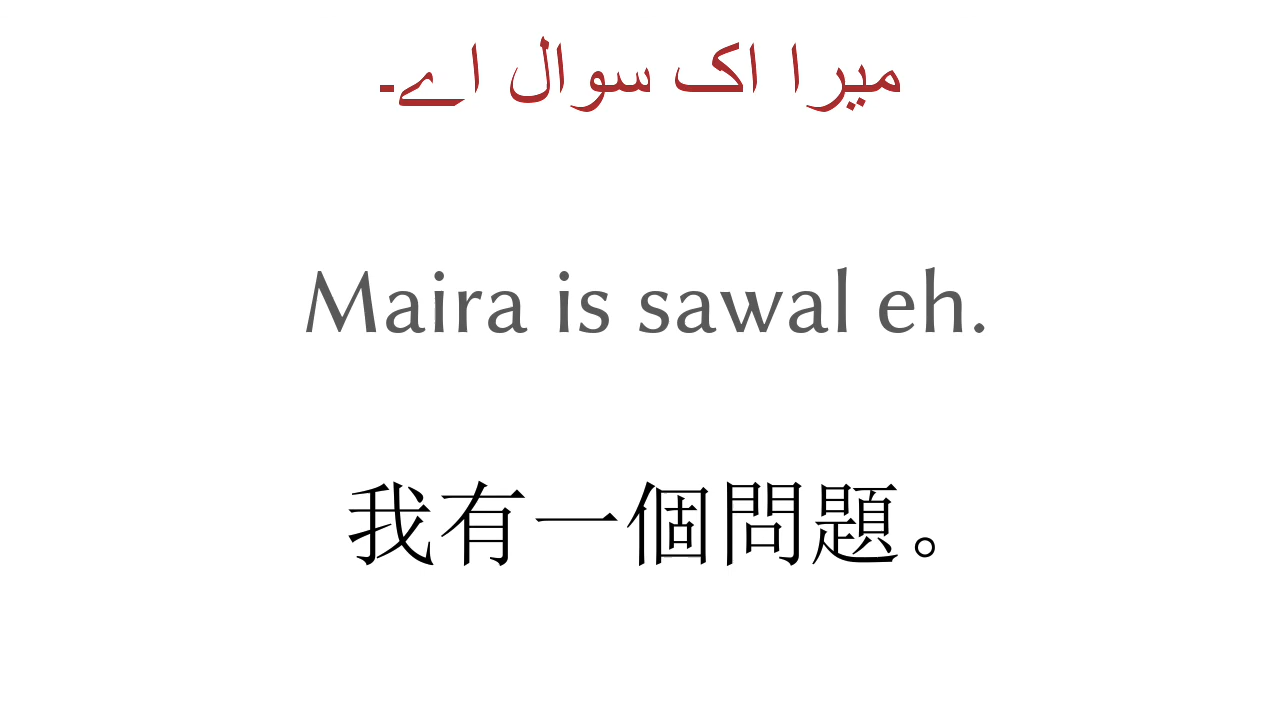 میرا اک سوال اے۔
Maira is sawal eh.
我有一個問題。